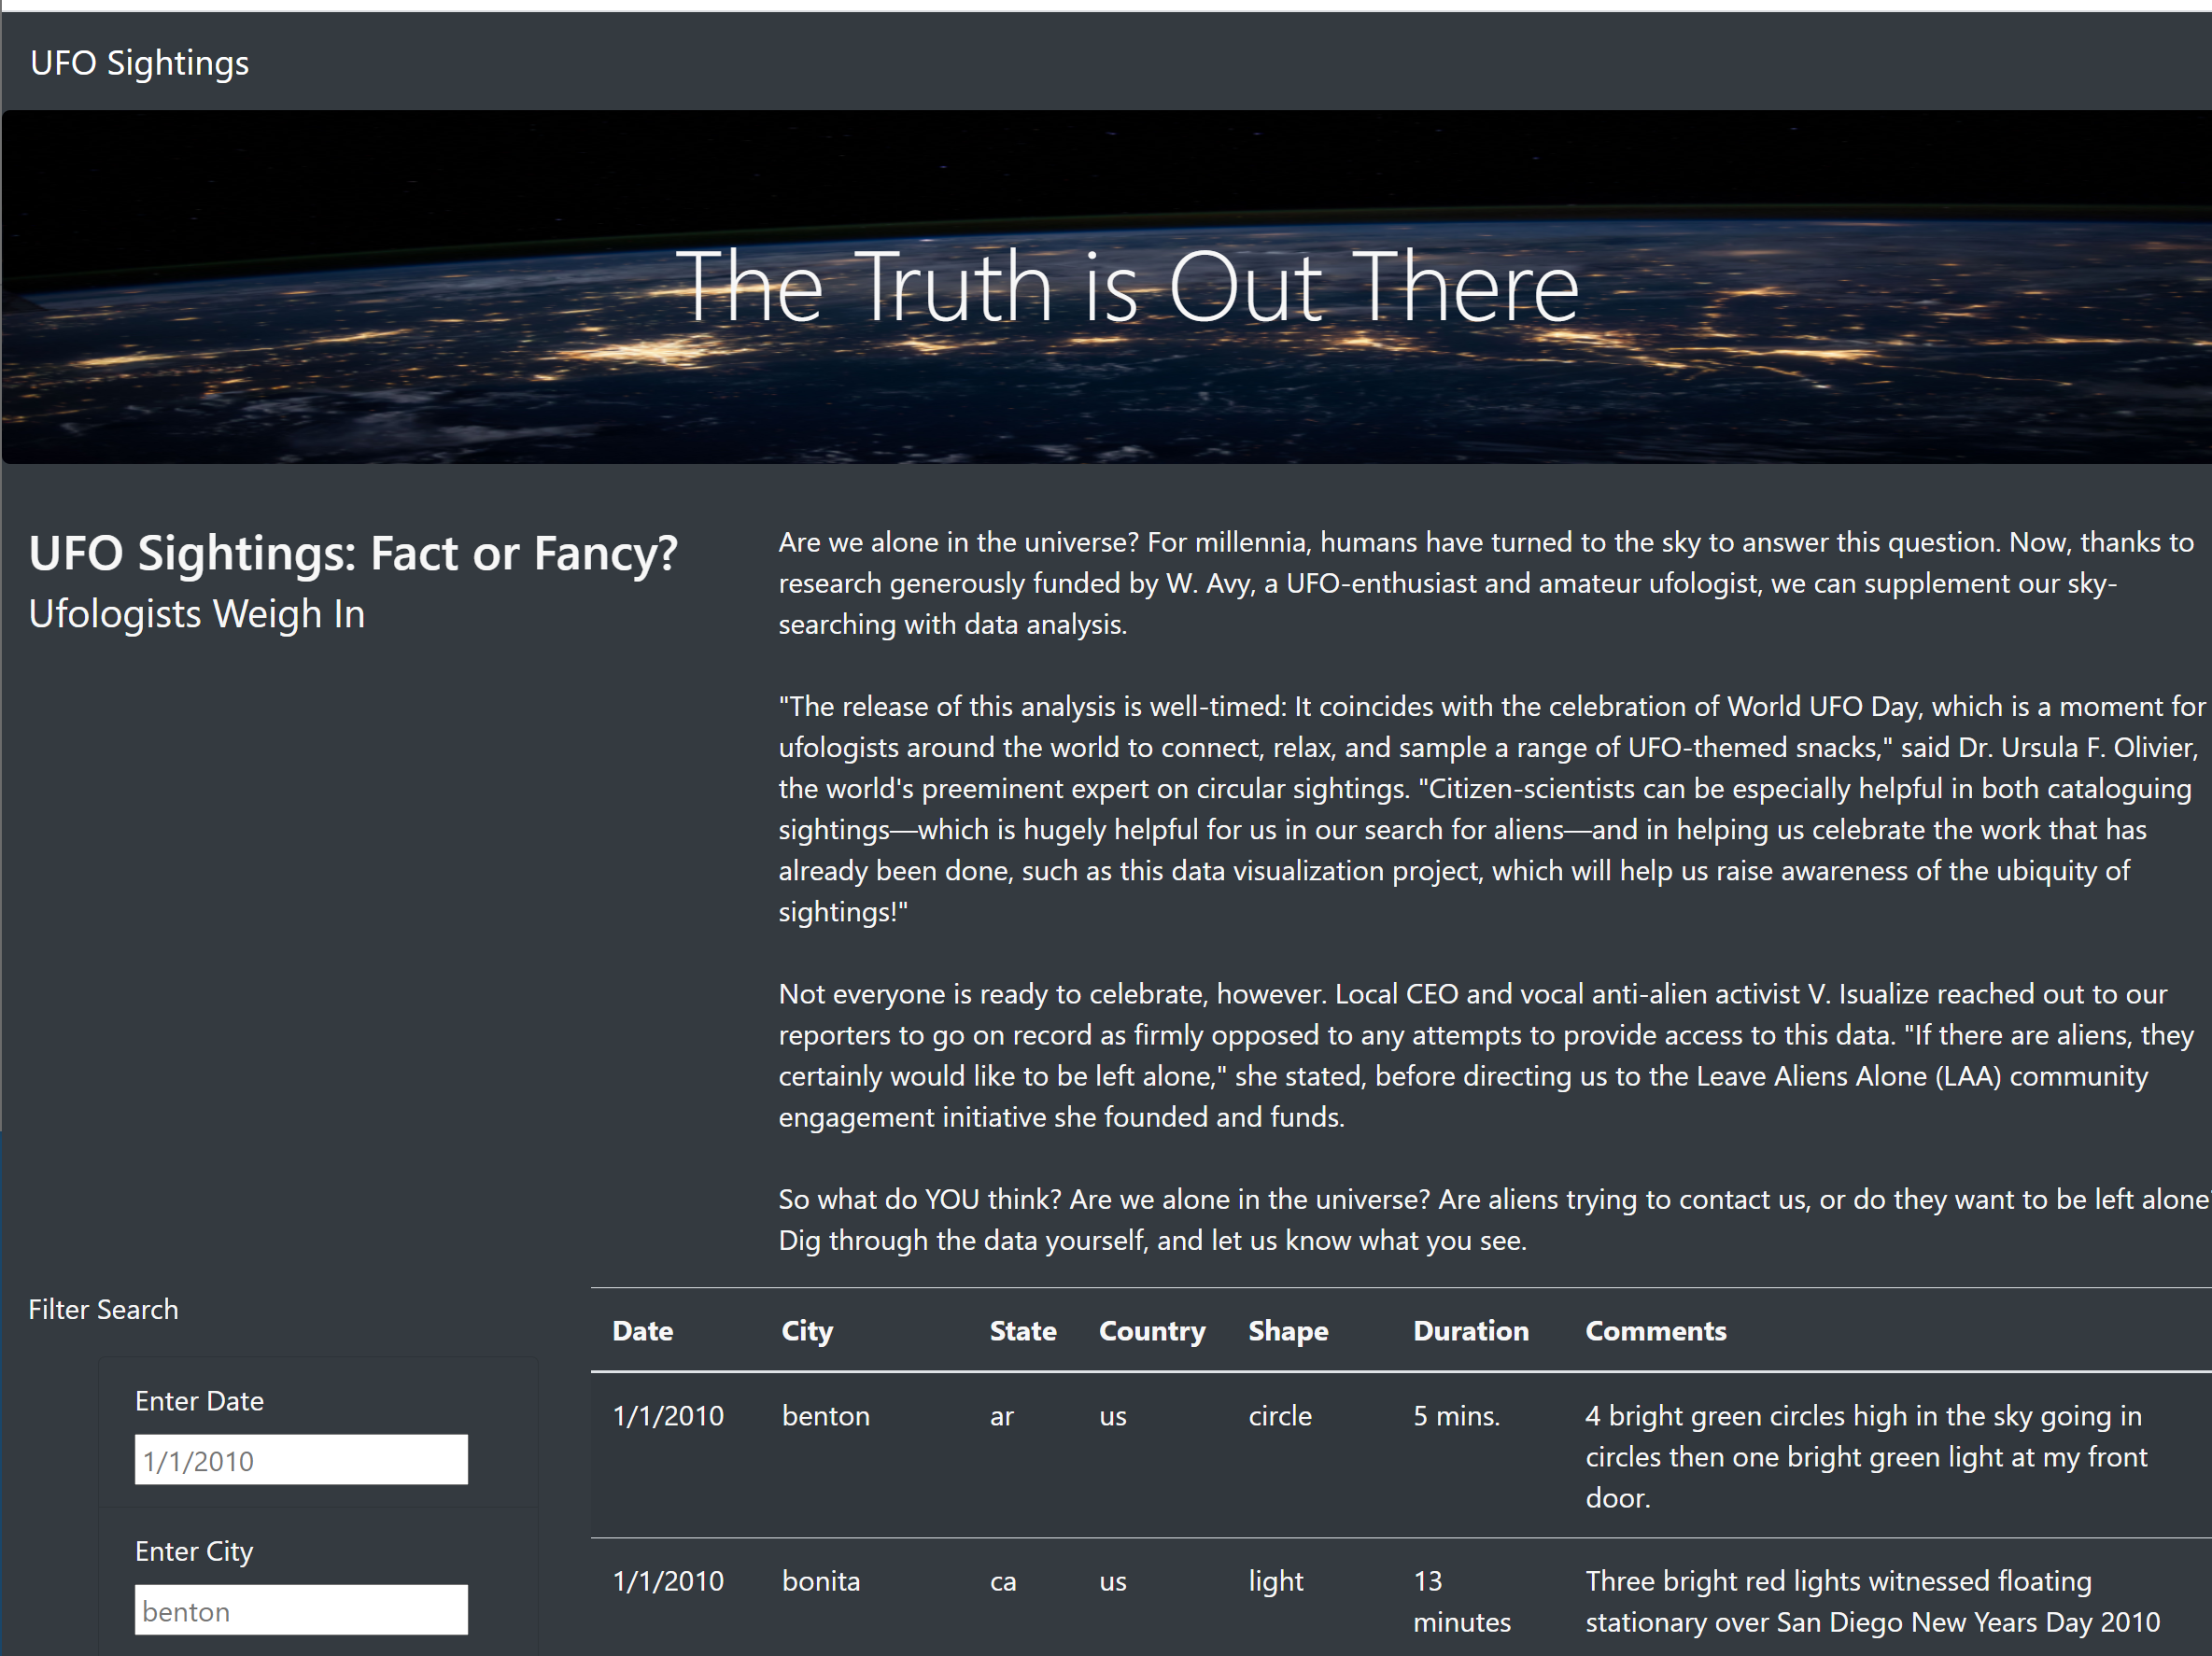 UFO Sightings
The Truth is Out There
UFO Sightings: Fact or Fancy?
Ufologists Weigh In
Are we alone in the universe? For millennia, humans have turned to the sky to answer this question. Now, thanks to
research generously funded by W. Avy, a UFO-enthusiast and amateur ufologist, we can supplement our sky-
searching with data analysis.
"The release of this analysis is well-timed: It coincides with the celebration of World UFO Day, which is a moment for
ufologists around the world to connect, relax, and sample a range of UFO-themed snacks," said Dr. Ursula F. Olivier,
the world's preeminent expert on circular sightings. "Citizen-scientists can be especially helpful in both cataloguing
sightings—which is hugely helpful for us in our search for aliens—and in helping us celebrate the work that has
already been done, such as this data visualization project, which will help us raise awareness of the ubiquity of
sightings!"
Not everyone is ready to celebrate, however. Local CEO and vocal anti-alien activist V. Isualize reached out to our
reporters to go on record as firmly opposed to any attempts to provide access to this data. "If there are aliens, they
certainly would like to be left alone," she stated, before directing us to the Leave Aliens Alone (LAA) community
engagement initiative she founded and funds.
So what do YOU think? Are we alone in the universe? Are aliens trying to contact us, or do they want to be left alone?
Dig through the data yourself, and let us know what you see.
Filter Search
Enter Date
1/1/2010
Enter City
benton
Date City State Country Shape Duration Comments
1/1/2010 benton ar us circle 5 mins. 4 bright green circles high in the sky going in
circles then one bright green light at my front
door.
1/1/2010 bonita ca us light 13 Three bright red lights witnessed floating
minutes stationary over San Diego New Years Day 2010